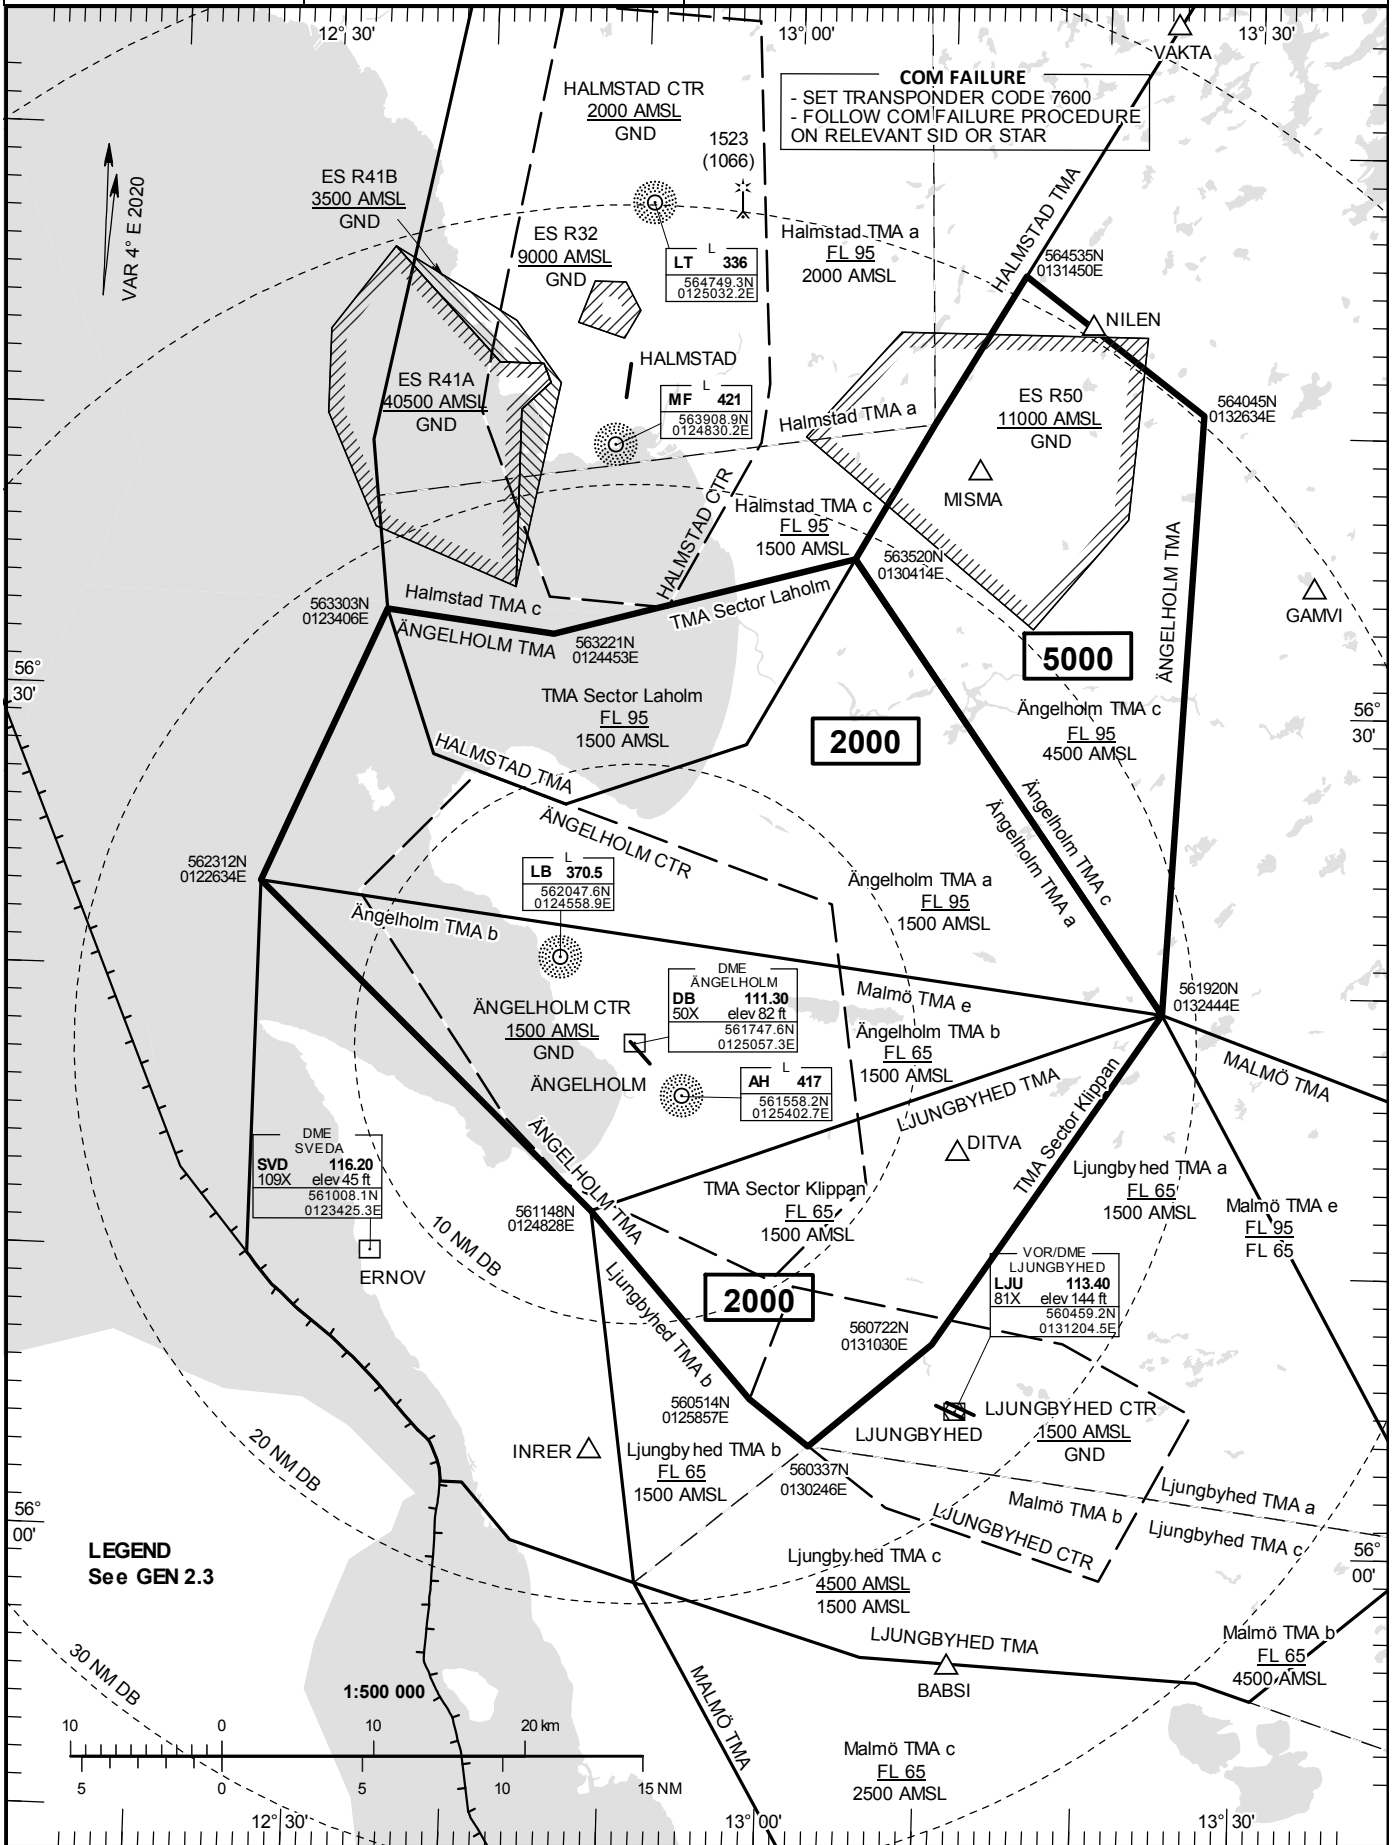 12° 30'
13° 00'
13° 30'
VAKTA
HALMSTAD CTR
2000 AMSL
GND
COM FAILURE
- SET TRANSPONDER CODE 7600
- FOLLOW COM FAILURE PROCEDURE
ON RELEVANT SID OR STAR
1523
(1066)
VAR 4° E 2020
ES R41B
3500 AMSL
GND
ES R32
9000 AMSL
GND
L
LT 336
564749.3N
0125032.2E
Halmstad TMA a
FL 95
2000 AMSL
HALMSTAD TMA
564535N
0131450E
NILEN
HALMSTAD
ES R41A
40500 AMSL
GND
L
MF 421
563908.9N
0124830.2E
Halmstad TMA a
ES R50
11000 AMSL
GND
564045N
0132634E
MISMA
HALMSTAD CTR
Halmstad TMA c
FL 95
1500 AMSL
563520N
0130414E
ÄNGELHOLM TMA
GAMVI
563303N
0123406E
Halmstad TMA c
ÄNGELHOLM TMA
563221N
0124453E
TMA Sector Laholm
5000
56°
30'
TMA Sector Laholm
FL 95
1500 AMSL
Ängelholm TMA c
FL 95
4500 AMSL
56°
30'
2000
HALMSTAD TMA
ÄNGELHOLM CTR
Ängelholm TMA c
Ängelholm TMA a
562312N
0122634E
L
LB 370.5
562047.6N
0124558.9E
Ängelholm TMA a
FL 95
1500 AMSL
Ängelholm TMA b
Malmö TMA e
561920N
0132444E
DME
ÄNGELHOLM
DB 111.30
50X elev 82 ft
561747.6N
0125057.3E
ÄNGELHOLM CTR
1500 AMSL
GND
Ängelholm TMA b
FL 65
1500 AMSL
ÄNGELHOLM
L
AH 417
561558.2N
0125402.7E
LJUNGBYHED TMA
MALMÖ TMA
TMA Sector Klippan
DITVA
ÄNGELHOLM TMA
DME
SVEDA
SVD 116.20
109X elev 45 ft
561008.1N
0123425.3E
ERNOV
561148N
0124828E
TMA Sector Klippan
FL 65
1500 AMSL
Ljungbyhed TMA a
FL 65
1500 AMSL
Malmö TMA e
FL 95
FL 65
10 NM DB
Ljungbyhed TMA b
2000
VOR/DME
LJUNGBYHED
LJU 113.40
81X elev 144 ft
560459.2N
0131204.5E
560722N
0131030E
560514N
0125857E
LJUNGBYHED
LJUNGBYHED CTR
1500 AMSL
GND
20 NM DB
INRER
Ljungbyhed TMA b
FL 65
1500 AMSL
560337N
0130246E
Malmö TMA b
Ljungbyhed TMA a
Ljungbyhed TMA c
LJUNGBYHED CTR
56°
00'
56°
00'
LEGEND
See GEN 2.3
Ljungbyhed TMA c
4500 AMSL
1500 AMSL
LJUNGBYHED TMA
BABSI
Malmö TMA b
FL 65
4500 AMSL
30 NM DB
MALMÖ TMA
1:500 000
10 0 10 20 km
5 0 5 10 15 NM
Malmö TMA c
FL 65
2500 AMSL
12° 30'
13° 00'
13° 30'